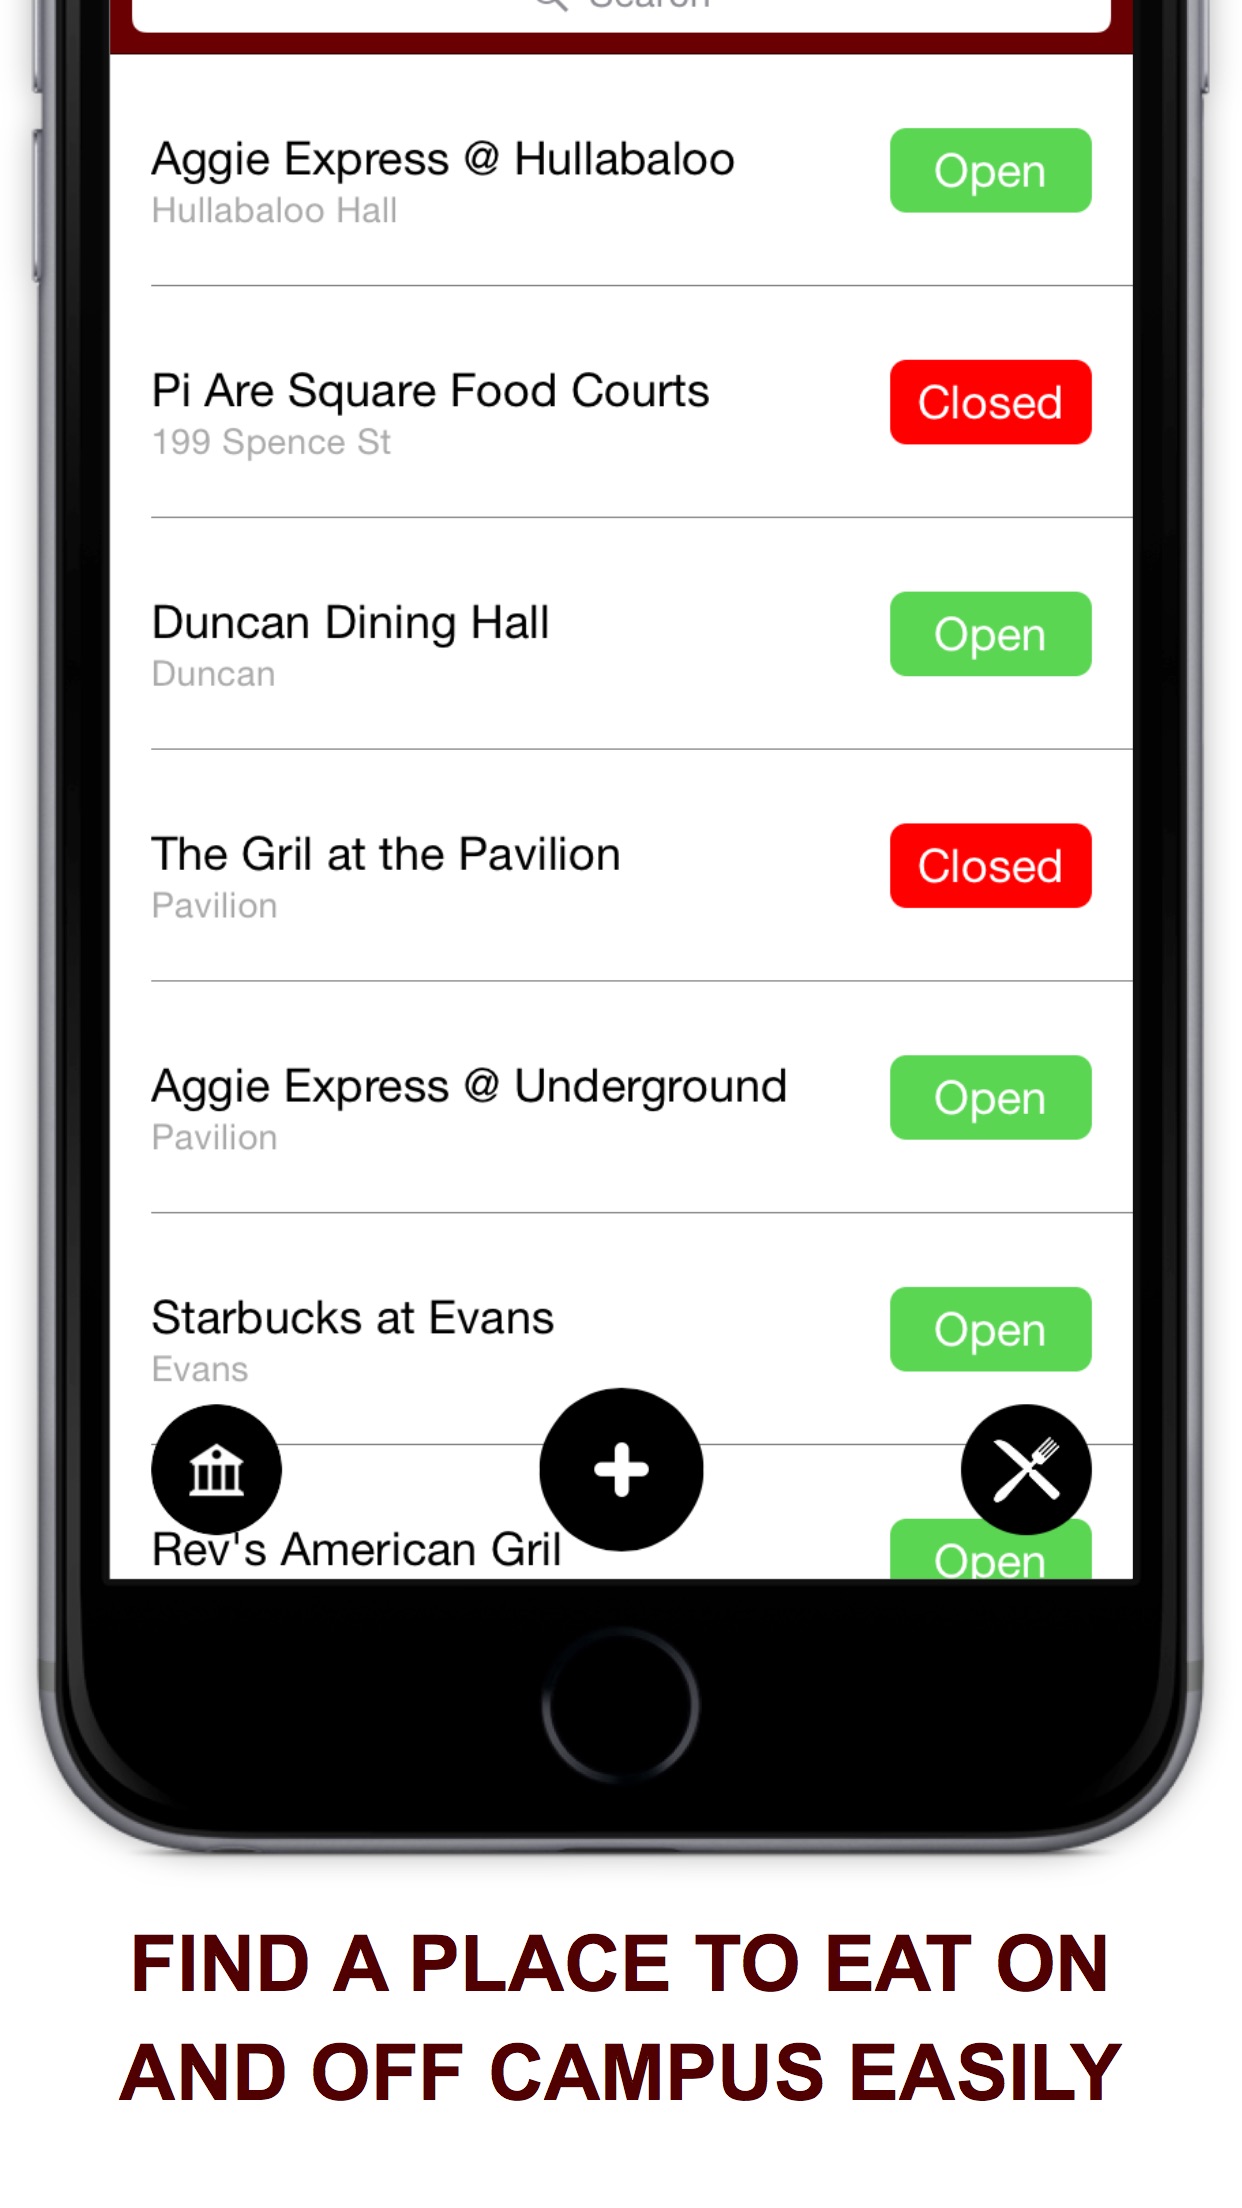 Search
Aggie Express @ Hullabaloo
Hullabaloo Hall
Open
Pi Are Square Food Courts
199 Spence St
Closed
Duncan Dining Hall
Duncan
Open
The Gril at the Pavilion
Pavilion
Closed
Aggie Express @ Underground
Pavilion
Open
Starbucks at Evans
Evans
Open
Rev's American Gril
Open
FIND A PLACE TO EAT ON
AND OFF CAMPUS EASILY